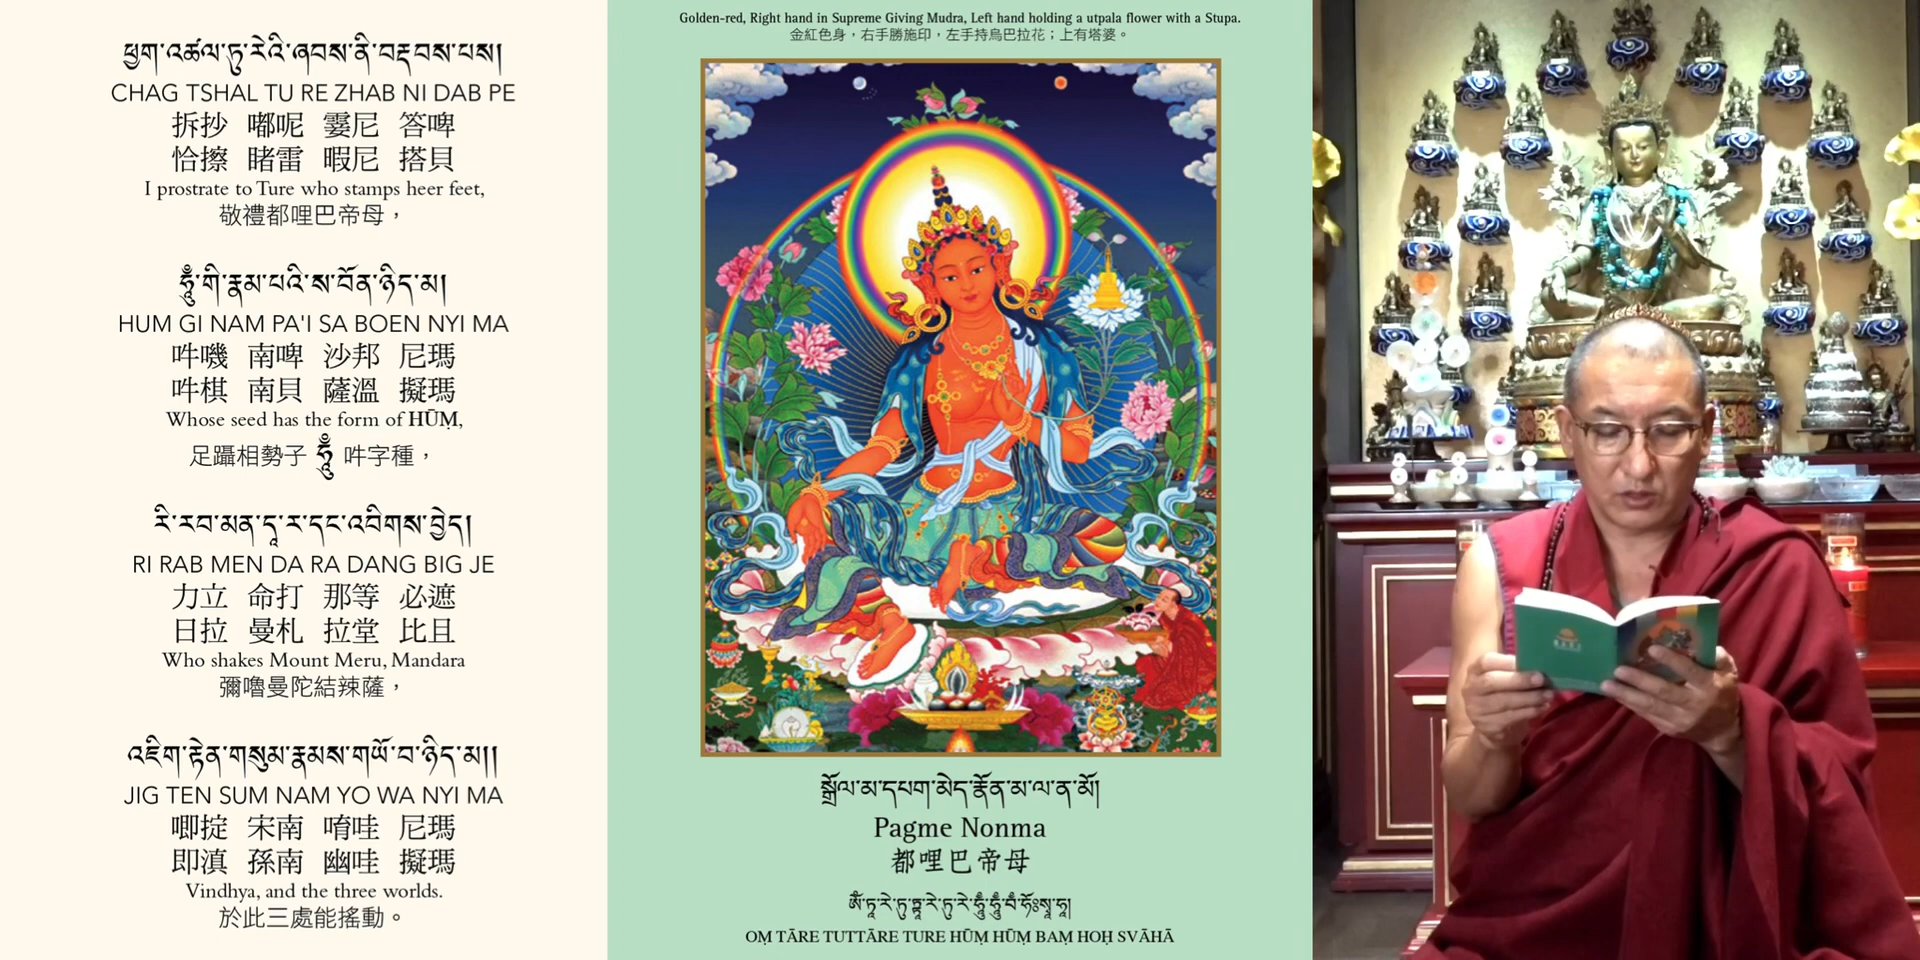 ཕྱག་འཚལ་ཏུ་རེའི་ཞབས་ནི་བརྡབས་པས།
CHAG TSHAL TU RE ZHAB NI DAB PE
拆抄 嘟呢 霎尼 答啤
恰擦 睹雷 暇尼 搭貝
I prostrate to Ture who stamps heer feet,
敬禮都哩巴帝母，
ཧཱུྃ་གི་རྣམ་པའི་ས་བོན་ཉིད་མ།
HUM GI NAM PA'I SA BOEN NYI MA
吽嘰 南啤 沙邦 尼瑪
吽棋 南貝 薩溫 擬瑪
Whose seed has the form of HŪṂ,
足躡相勢子 ཧཱུྃ 吽字種，
རི་རབ་མན་དཱ་ར་དང་འབིགས་བྱེད།
RI RAB MEN DA RA DANG BIG JE
力立 命打 那等 必遮
日拉 曼札 拉堂 比且
Who shakes Mount Meru, Mandara
彌嚕曼陀結辣薩，
འཇིག་རྟེན་གསུམ་རྣམས་གཡོ་བ་ཉིད་མ།།
JIG TEN SUM NAM YO WA NYI MA
唧掟 宋南 唷哇 尼瑪
即滇 孫南 幽哇 擬瑪
Vindhya, and the three worlds.
於此三處能搖動。
Golden-red, Right hand in Supreme Giving Mudra, Left hand holding a utpala flower with a Stupa.
金紅色身，右手勝施印，左手持烏巴拉花；上有塔婆。
སྒྲོལ་མ་དཔག་མེད་རྣོན་མ་ལ་ན་མོ།
Pagme Nonma
都哩巴帝母
ཨོཾ་ཏཱ་རེ་ཏུ་ཏྟཱ་རེ་ཏུ་རེ་ཧཱུྃ་ཧཱུྃ་བཾ་ཧོཿསྭཱ་ཧཱ།
OṂ TĀRE TUTTĀRE TURE HŪṂ HŪṂ BAṂ HOḤ SVĀHĀ